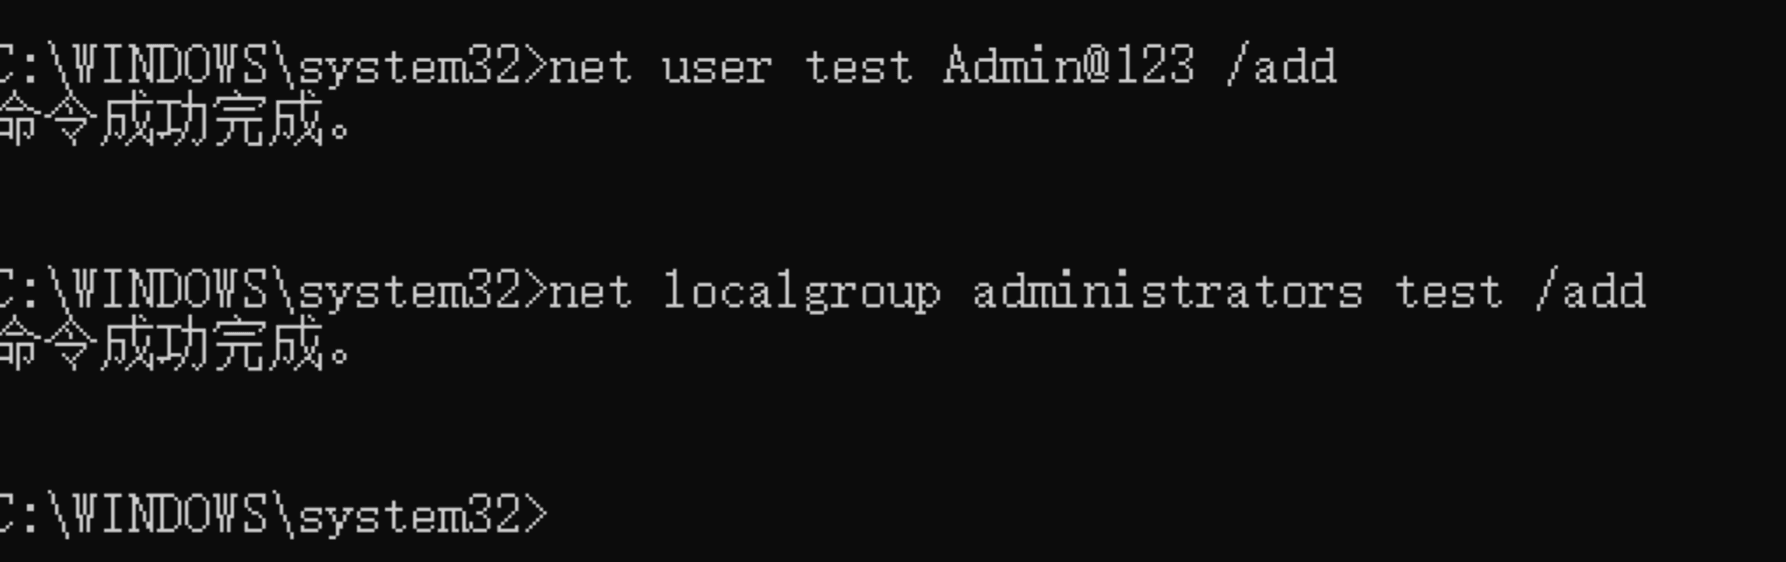 C:\WINDOWS\system32>net user test Admin@123 /add
命令成功完成。
C:\WINDOWS\system32>net localgroup administrators test /add
命令成功完成。
C:\WINDOWS\system32>